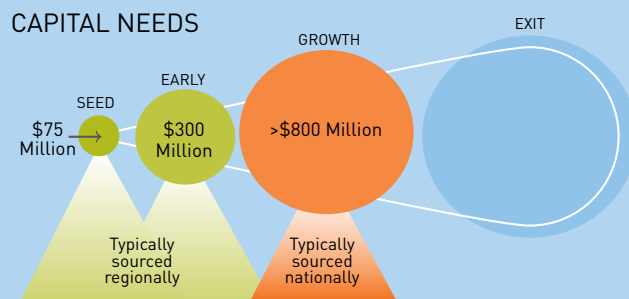 CAPITAL NEEDS
SEED
EARLY
GROWTH
EXIT
$75
Million
$300
Million
>$800 Million
Typically
sourced
regionally
Typically
sourced
nationally